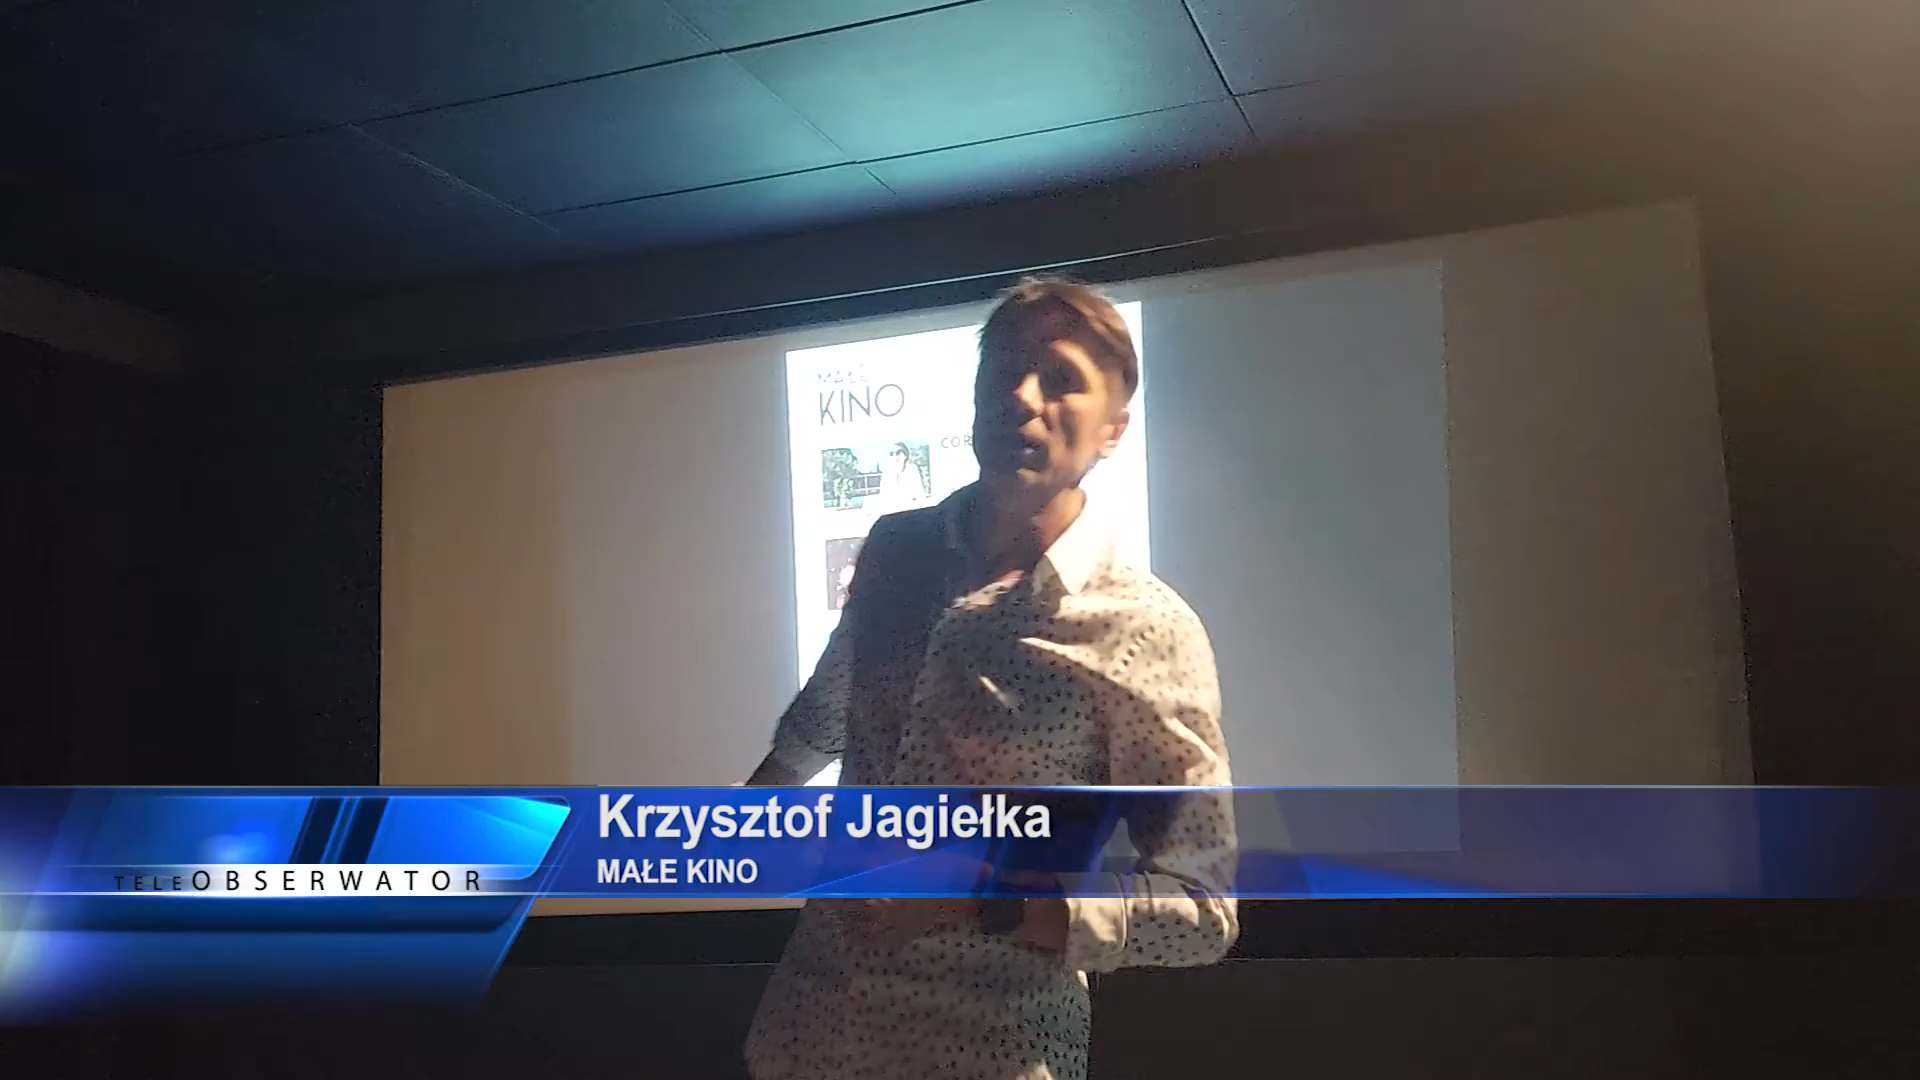 MAŁE
KINO
COR
Krzysztof Jagiełka
MAŁE KINO
TELEOBSERWATOR